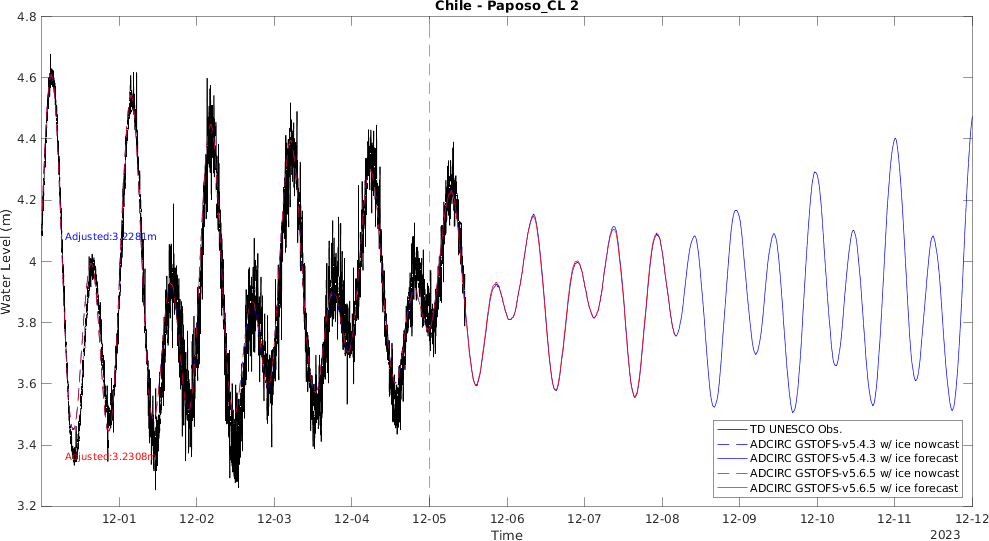 Chile - Paposo_CL 2
4.8
4.6
4.4
4.2
4
3.8
3.6
3.4
3.2
Water Level (m)
Adjusted:3.2281m
Adjusted:3.2308m
TD UNESCO Obs.
ADCIRC GSTOFS-v5.4.3 w/ ice nowcast
ADCIRC GSTOFS-v5.4.3 w/ ice forecast
ADCIRC GSTOFS-v5.6.5 w/ ice nowcast
ADCIRC GSTOFS-v5.6.5 w/ ice forecast
12-01 12-02 12-03 12-04 12-05 12-06 12-07 12-08 12-09 12-10 12-11 12-12
Time
2023